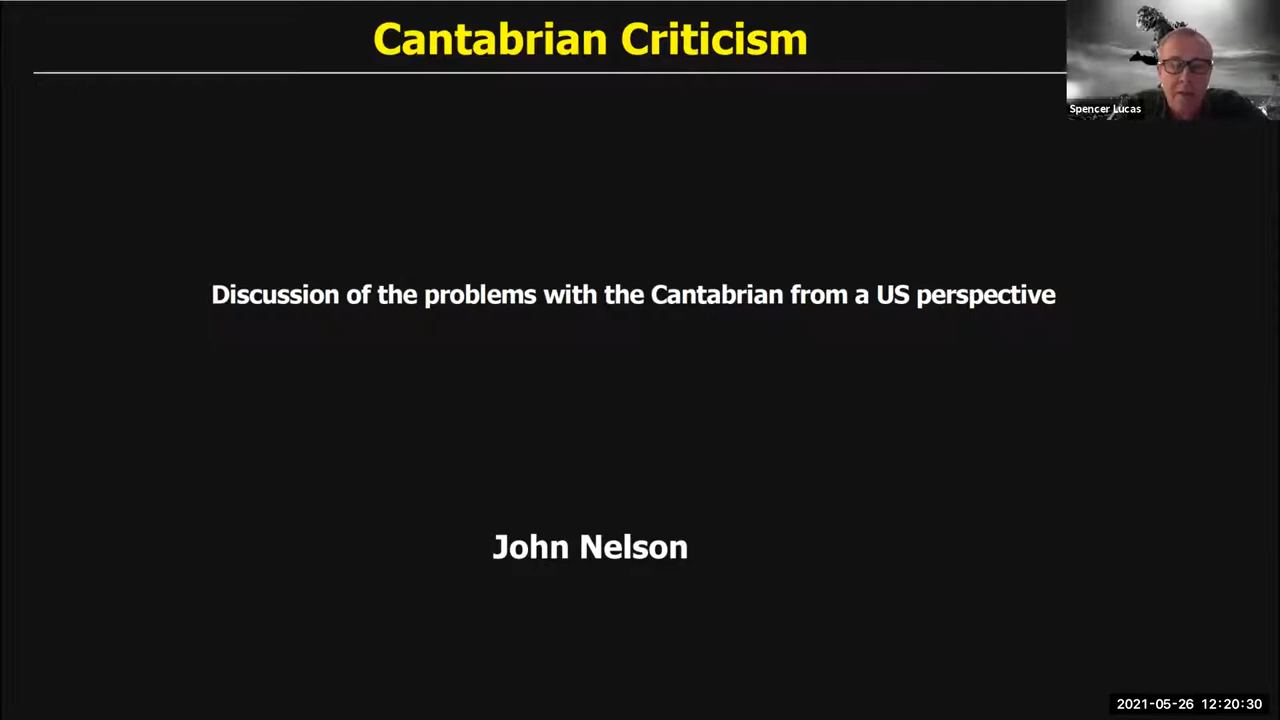 Cantabrian Criticism
Spencer Lucas
Discussion of the problems with the Cantabrian from a US perspective
John Nelson
2021-05-26 12:20:30